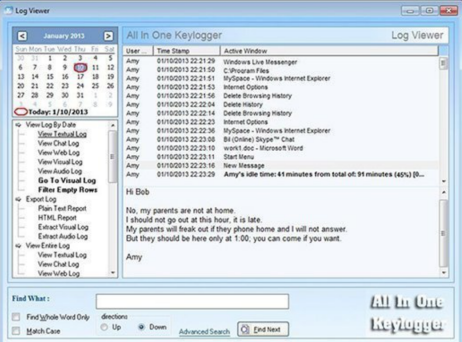 Log Viewer
January 2013
Sun Mon Tue Wed Thu Fri Sat
30 31 1 2 3 4 5
6 7 8 9 10 11 12
13 14 15 16 17 18 19
20 21 22 23 24 25 26
27 28 29 30 31 1 2
3 4 5 6 7 8 9
Today: 1/10/2013
View Log By Date
View Textual Log
View Chat Log
View Web Log
View Visual Log
View Audio Log
Go To Visual Log
Filter Empty Rows
Export Log
Plain Text Report
HTML Report
Extract Visual Log
Extract Audio Log
View Entire Log
View Textual Log
View Chat Log
View Web Log
All In One Keylogger Log Viewer
User ... Time Stamp Active Window
Amy 01/10/2013 22:21:29 Windows Live Messenger
Amy 01/10/2013 22:21:50 C:\Program Files
Amy 01/10/2013 22:21:51 MySpace - Windows Internet Explorer
Amy 01/10/2013 22:21:53 Internet Options
Amy 01/10/2013 22:21:56 Delete Browsing History
Amy 01/10/2013 22:22:04 Delete History
Amy 01/10/2013 22:22:14 Delete Browsing History
Amy 01/10/2013 22:22:23 Internet Options
Amy 01/10/2013 22:22:36 MySpace - Windows Internet Explorer
Amy 01/10/2013 22:23:08 Bil (Online) Skype™ Chat
Amy 01/10/2013 22:23:10 work1.doc - Microsoft Word
Amy 01/10/2013 22:23:11 Start Menu
Amy 01/10/2013 22:23:16 New Message
Amy 01/10/2013 22:29:19 Amy's idle time: 41 minutes from total of: 91 minutes (45%) [0...
Hi Bob
No, my parents are not at home.
I should not go out at this hour, it is late.
My parents will freak out if they phone home and I will not answer.
But they should be here only at 1:00; you can come if you want.
Amy
Find What :
Find Whole Word Only
Match Case
directions
Up Down
Advanced Search
Find Next
All In One
Keylogger